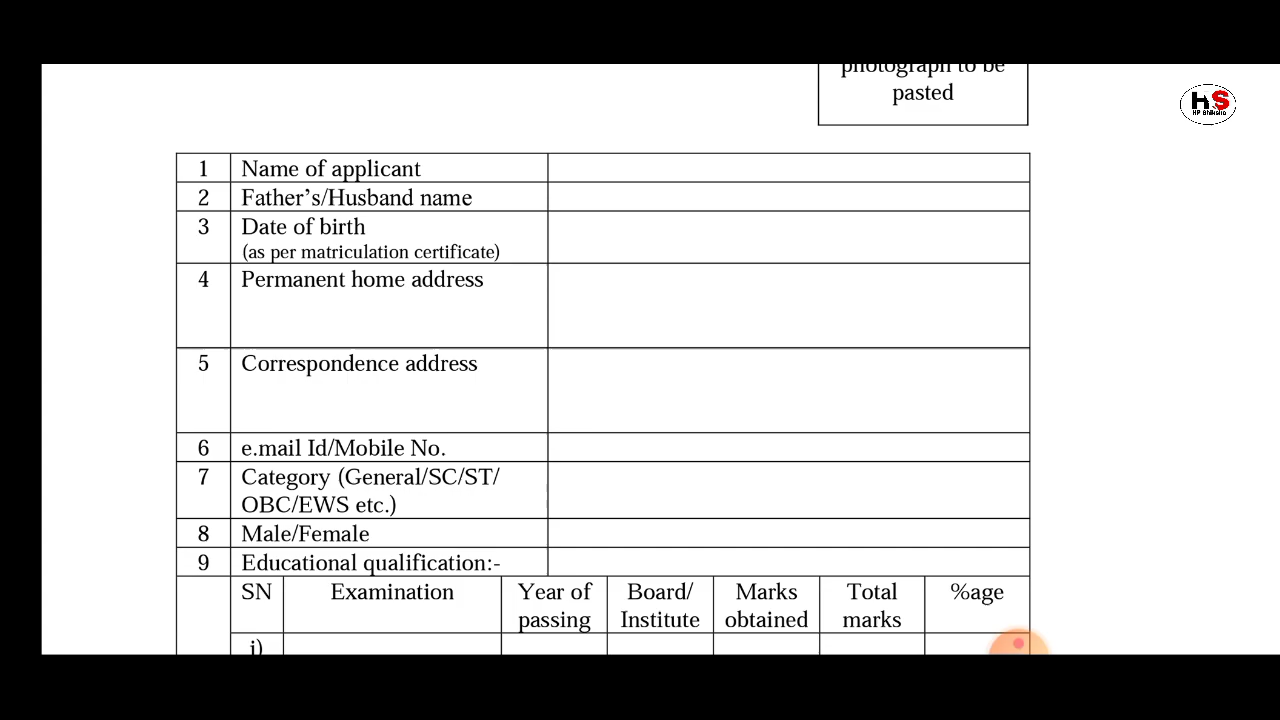 photograph to be
pasted
HS
HP Shiksha
1 Name of applicant
2 Father's/Husband name
3 Date of birth
(as per matriculation certificate)
4 Permanent home address
5 Correspondence address
6 e.mail Id/Mobile No.
7 Category (General/SC/ST/
OBC/EWS etc.)
8 Male/Female
9 Educational qualification:-
SN Examination Year of Board/ Marks Total %age
passing Institute obtained marks
i)